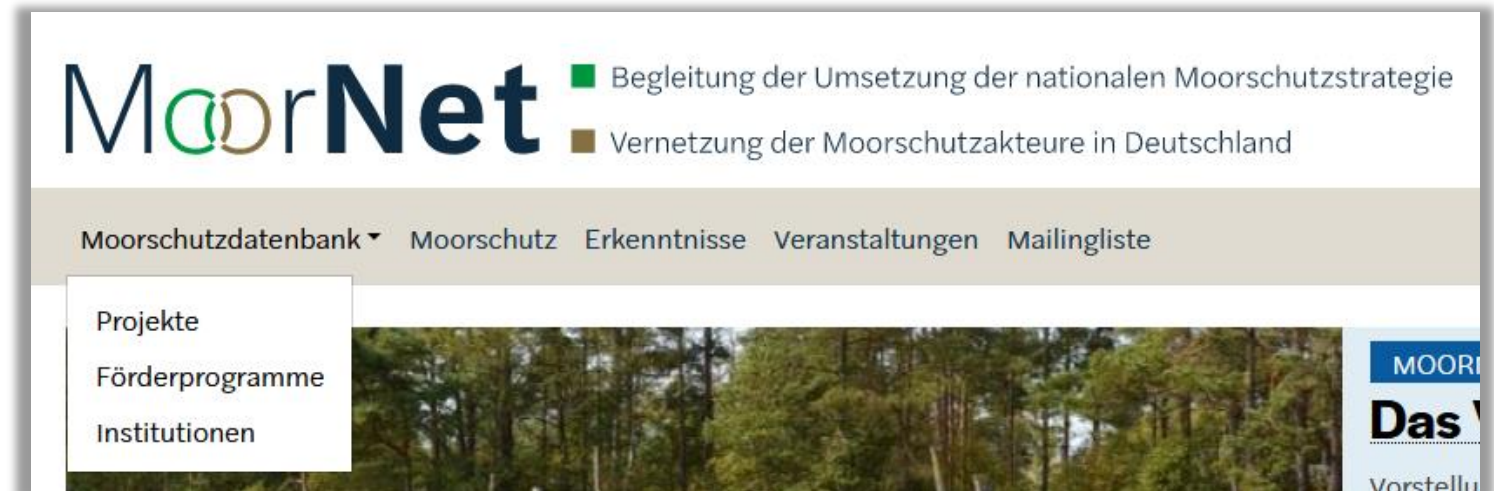 MoorNet
Begleitung der Umsetzung der nationalen Moorschutzstrategie
Vernetzung der Moorschutzakteure in Deutschland
Moorschutzdatenbank Moorschutz Erkenntnisse Veranstaltungen Mailingliste
Projekte
Förderprogramme
Institutionen
Das